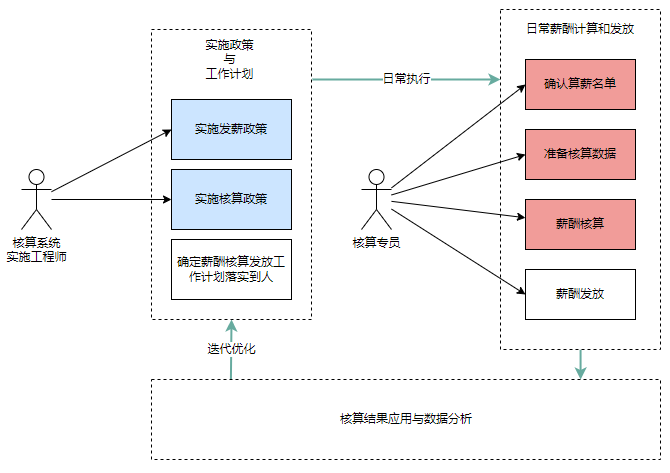 实施政策
与
工作计划
实施发薪政策
实施核算政策
确定薪酬核算发放工
作计划落实到人
核算系统
实施工程师
日常执行
核算专员
日常薪酬计算和发放
确认算薪名单
准备核算数据
薪酬核算
薪酬发放
迭代优化
核算结果应用与数据分析